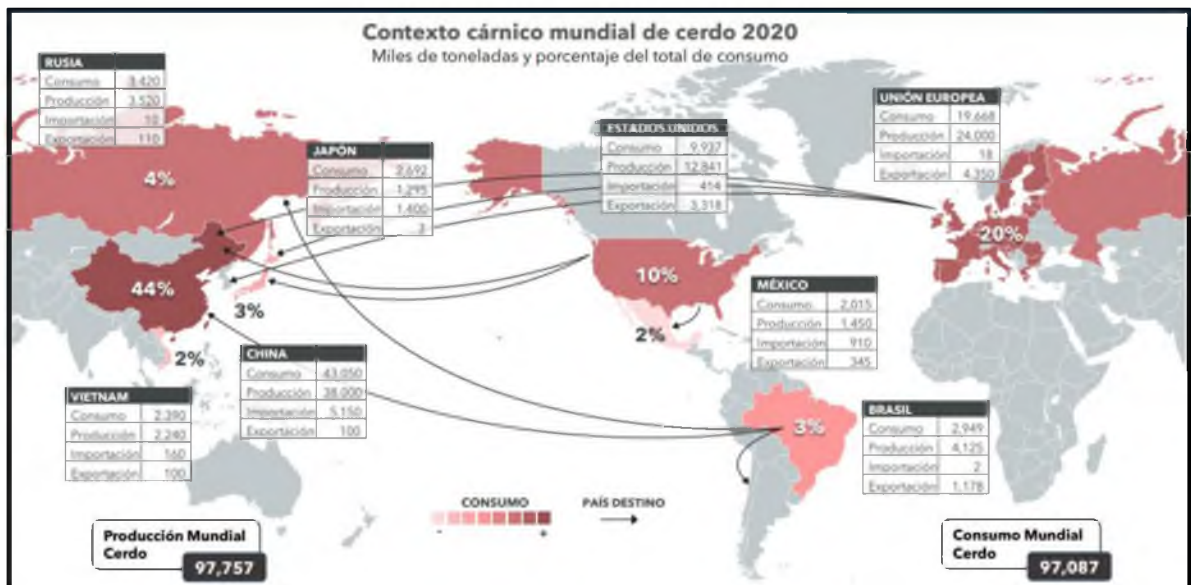 Contexto cárnico mundial de cerdo 2020
Miles de toneladas y porcentaje del total de consumo
RUSIA
Consumo 3.420
Producción 3.520
Importación 10
Exportación 110
JAPÓN
Consumo 2,692
Producción 1,295
Importación 1,400
Exportación 3
ESTADOS UNIDOS
Consumo 9,937
Producción 12,841
Importación 414
Exportación 3,318
UNIÓN EUROPEA
Consumo 19,668
Producción 24,000
Importación 18
Exportación 4,350
4%
44%
3%
2%
10%
2%
20%
3%
MÉXICO
Consumo 2,015
Producción 1,450
Importación 910
Exportación 345
CHINA
Consumo 43,050
Producción 38,000
Importación 5,150
Exportación 100
VIETNAM
Consumo 2.390
Producción 2.240
Importación 160
Exportación 100
BRASIL
Consumo 2,949
Producción 4,125
Importación 2
Exportación 1,178
CONSUMO
- +
PAÍS DESTINO
Producción Mundial
Cerdo
97,757
Consumo Mundial
Cerdo
97,087